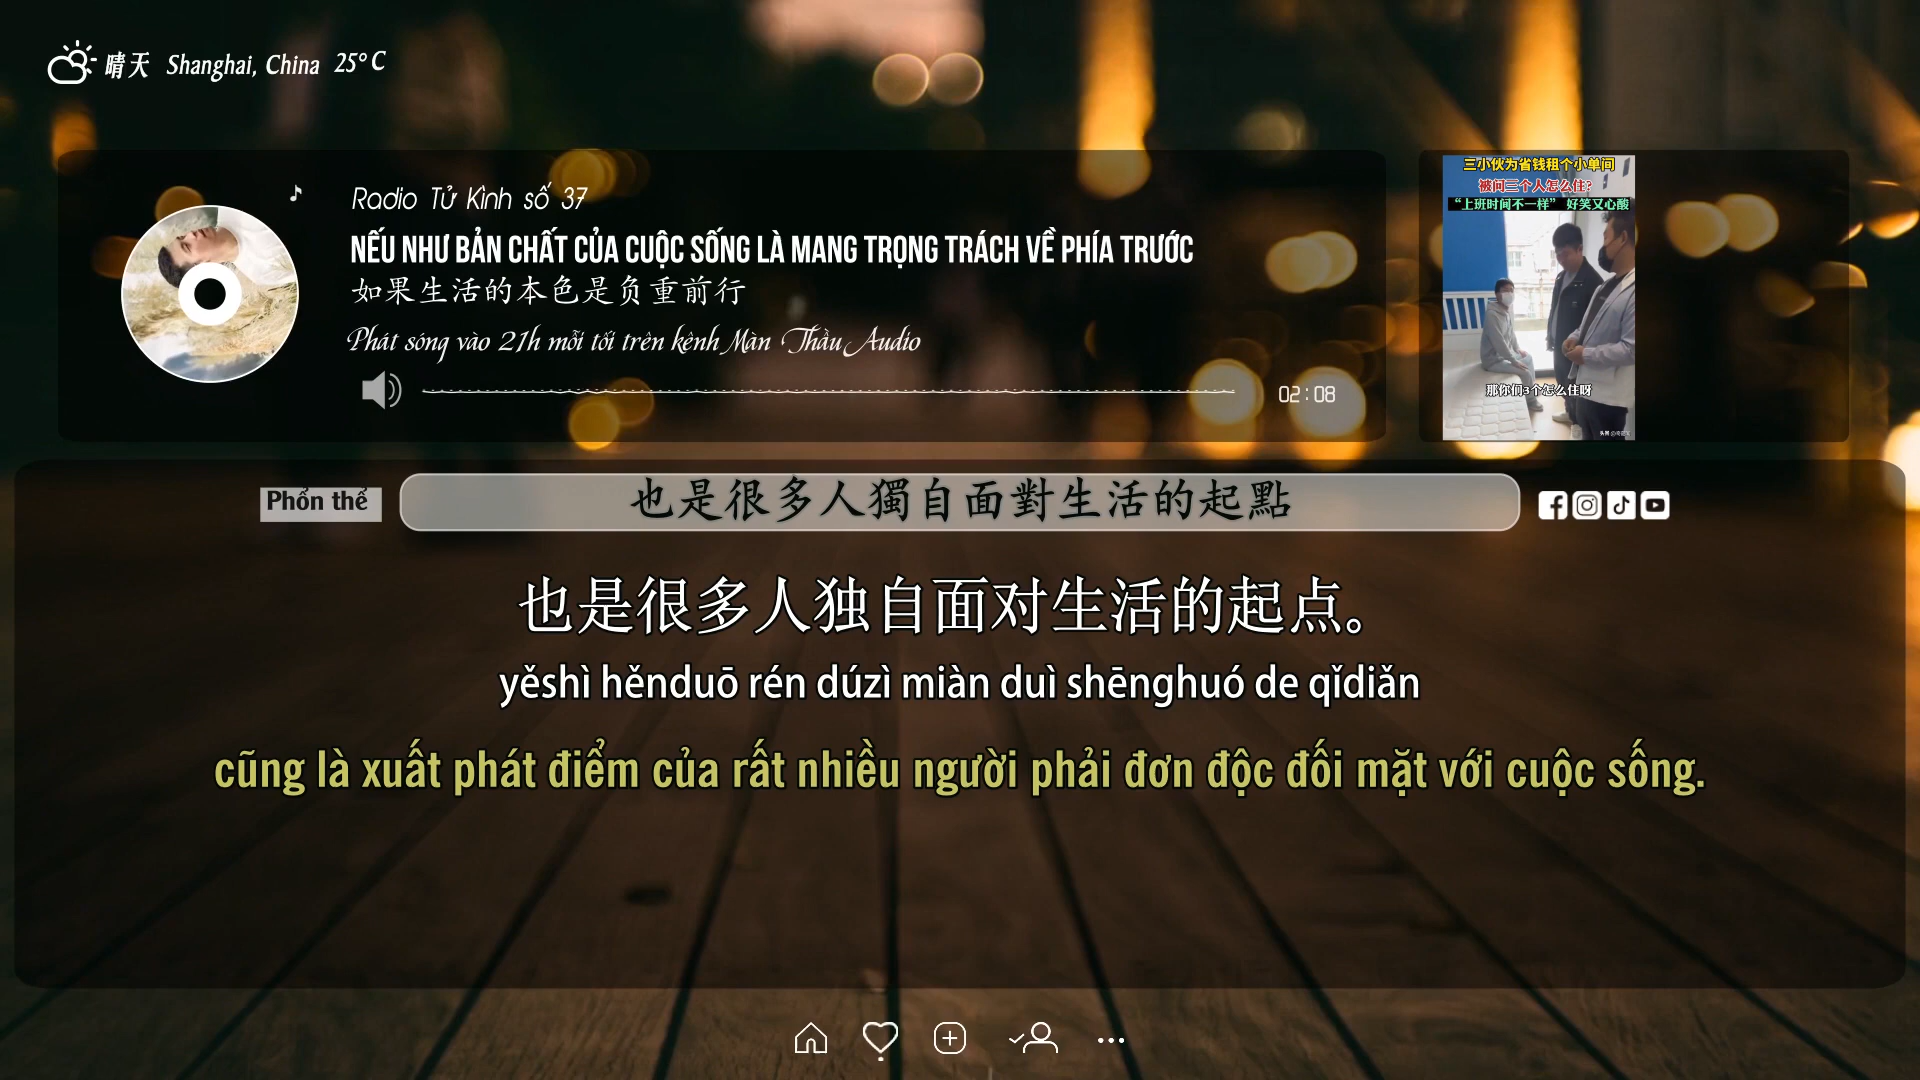 晴天 Shanghai, China 25° C
Radio Tử Kình số 37
NẾU NHƯ BẢN CHẤT CỦA CUỘC SỐNG LÀ MANG TRỌNG TRÁCH VỀ PHÍA TRƯỚC
如果生活的本色是负重前行
Phát sóng vào 21h mỗi tối trên kênh Màn Thầu Audio
02:08
三小伙为省钱租个小单间
被问三个人怎么住?
“上班时间不一样” 好笑又心酸
那你们3个怎么住呀
Phồn thể
也是很多人獨自面對生活的起點
也是很多人独自面对生活的起点。
yěshì hěnduō rén dúzì miàn duì shēnghuó de qǐdiǎn
cũng là xuất phát điểm của rất nhiều người phải đơn độc đối mặt với cuộc sống.